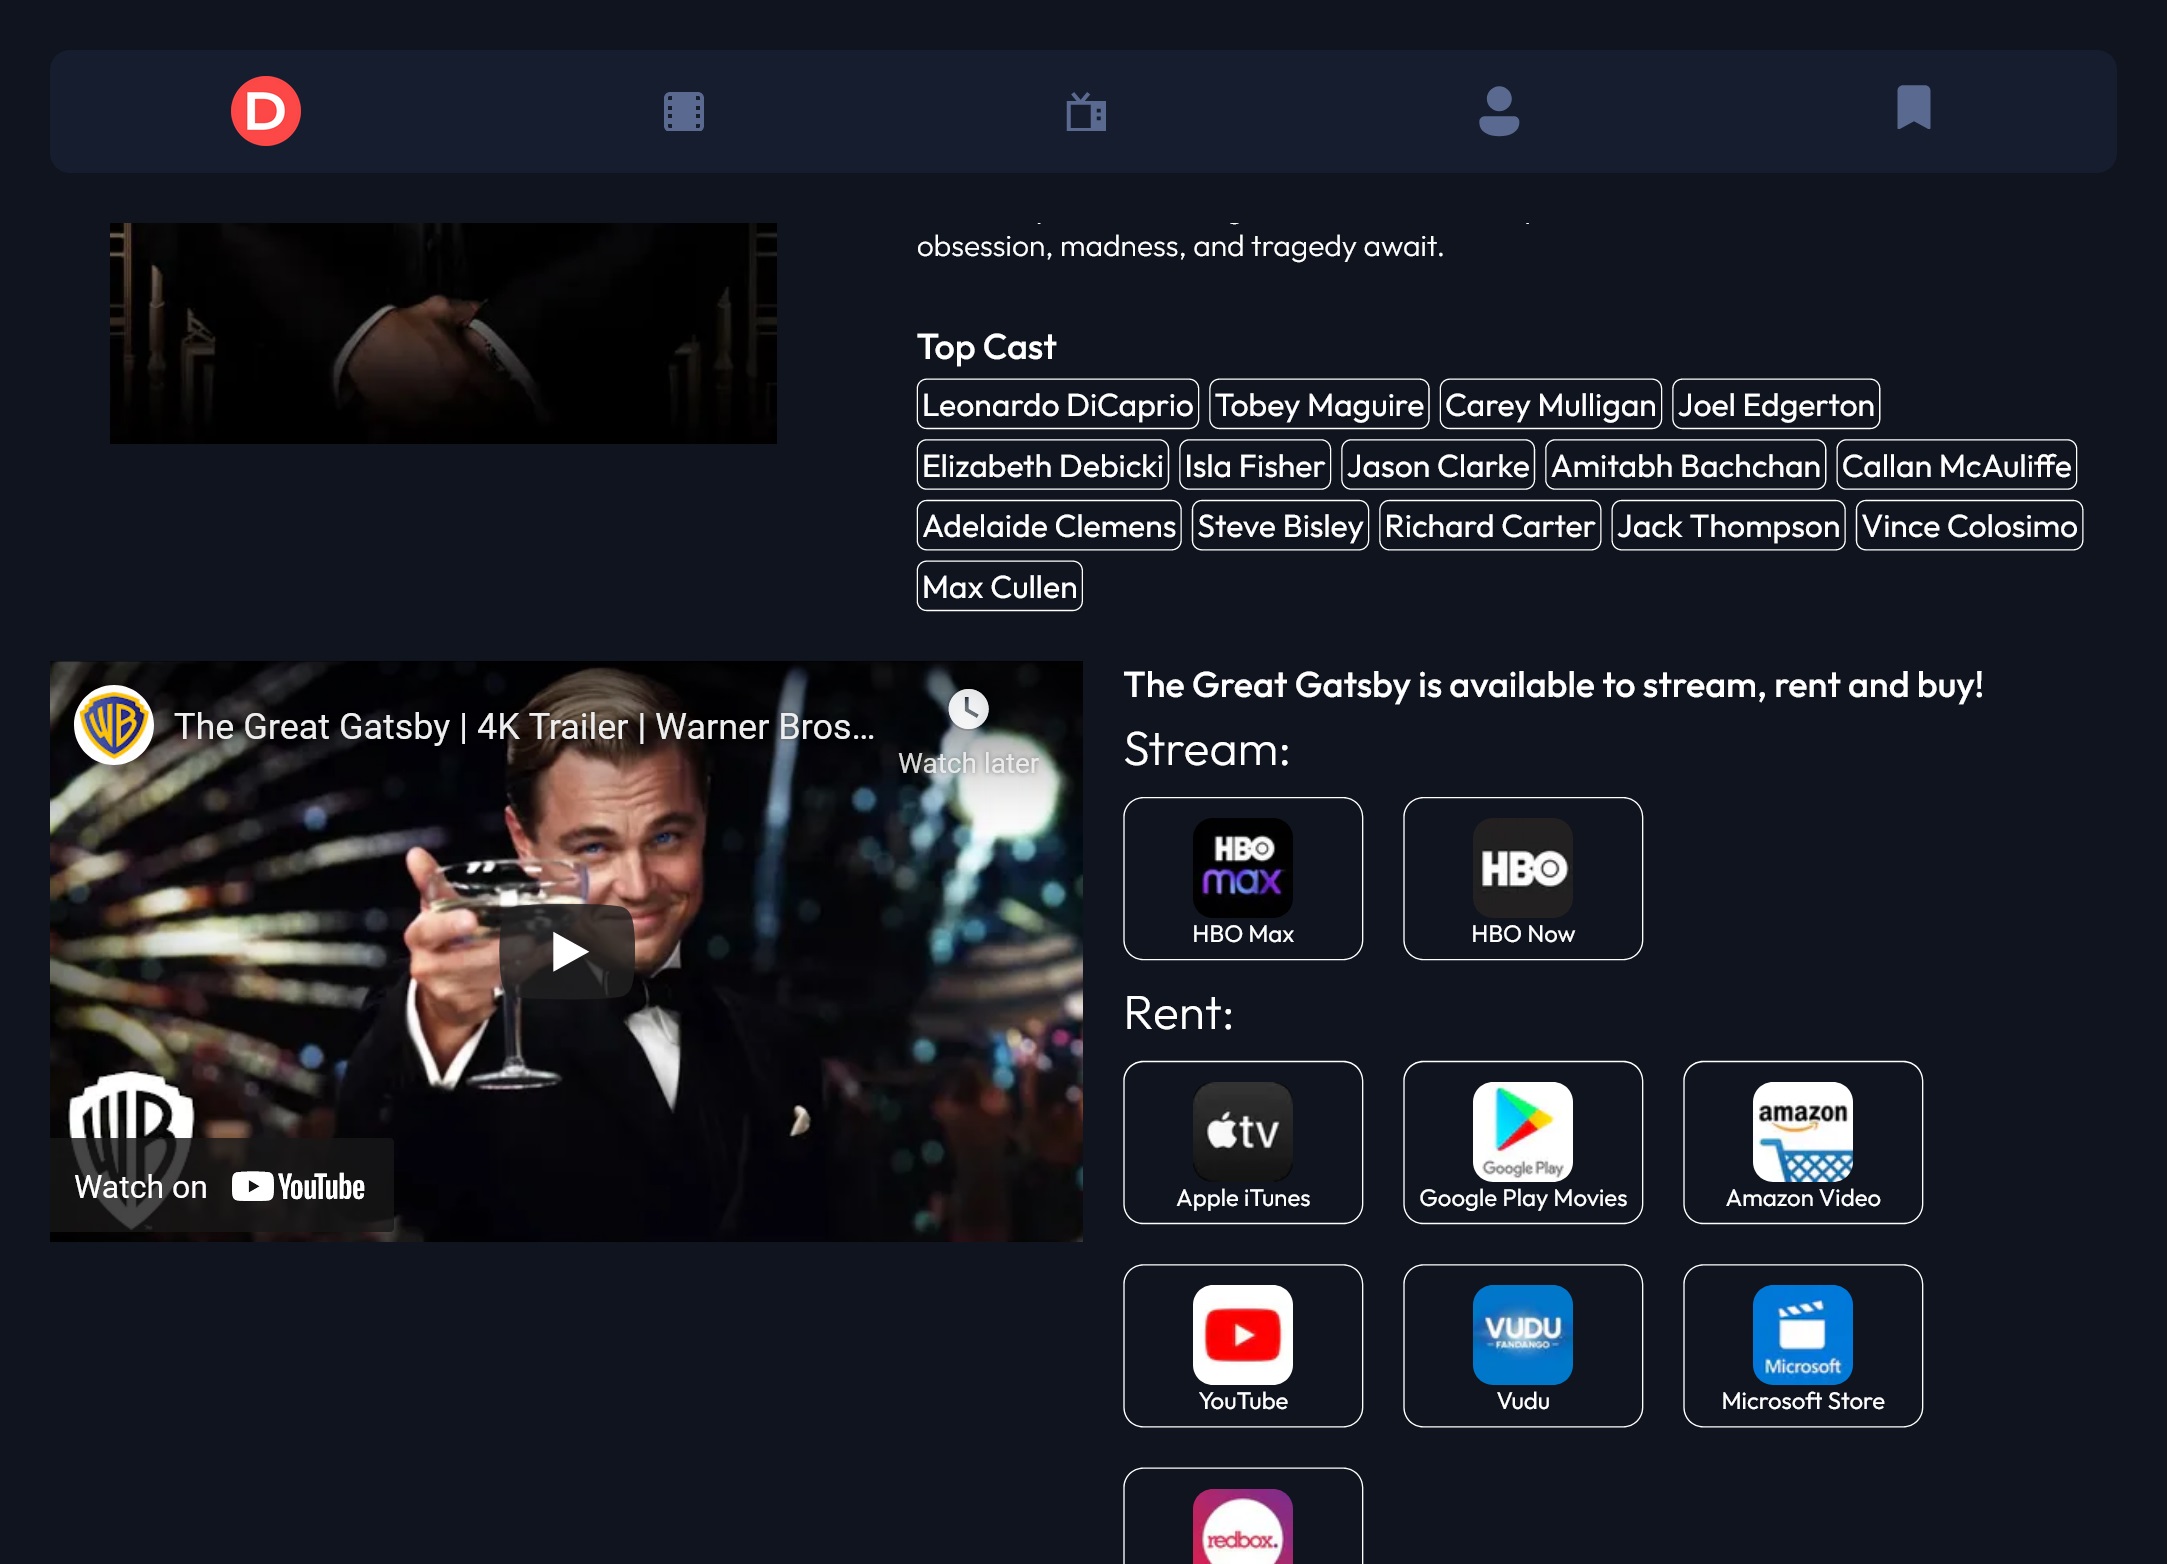 D
obsession, madness, and tragedy await.
Top Cast
Leonardo DiCaprio Tobey Maguire Carey Mulligan Joel Edgerton
Elizabeth Debicki Isla Fisher Jason Clarke Amitabh Bachchan Callan McAuliffe
Adelaide Clemens Steve Bisley Richard Carter Jack Thompson Vince Colosimo
Max Cullen
WB
The Great Gatsby | 4K Trailer | Warner Bros...
Watch later
WB
Watch on YouTube
The Great Gatsby is available to stream, rent and buy!
Stream:
HBO max
HBO Max
HBO
HBO Now
Rent:
tv
Apple iTunes
Google Play
Google Play Movies
amazon
Amazon Video
YouTube
VUDU
FANDANGO
Vudu
Microsoft
Microsoft Store
redbox.